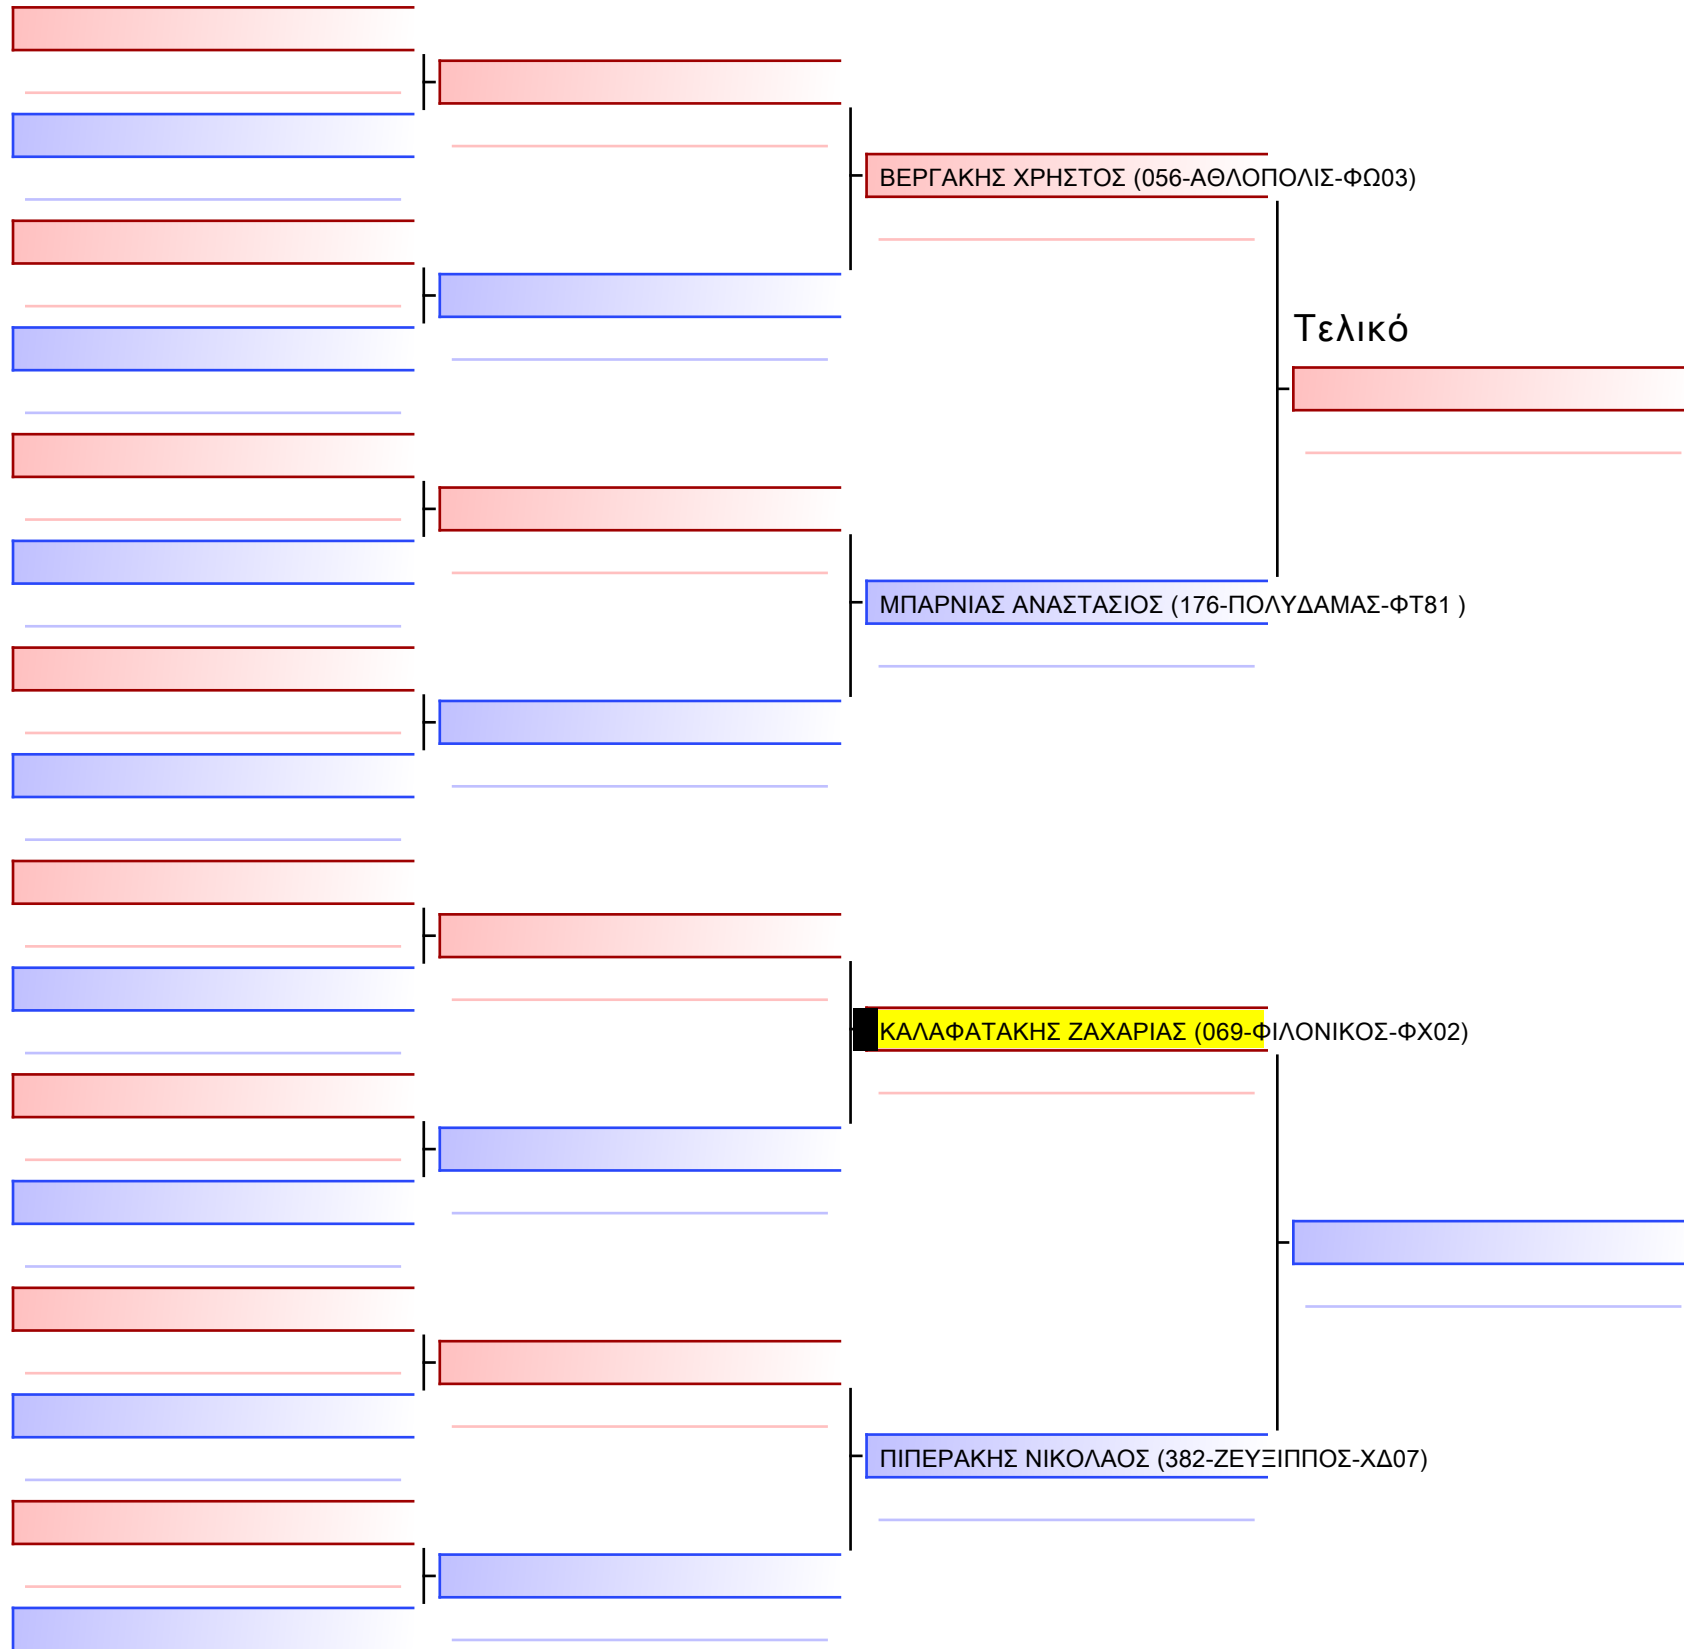 ΒΕΡΓΑΚΗΣ ΧΡΗΣΤΟΣ (056-ΑΘΛΟΠΟΛΙΣ-ΦΩ03)
Τελικό
ΜΠΑΡΝΙΑΣ ΑΝΑΣΤΑΣΙΟΣ (176-ΠΟΛΥΔΑΜΑΣ-ΦΤ81 )
ΚΑΛΑΦΑΤΑΚΗΣ ΖΑΧΑΡΙΑΣ (069-ΦΙΛΟΝΙΚΟΣ-ΦΧ02)
ΠΙΠΕΡΑΚΗΣ ΝΙΚΟΛΑΟΣ (382-ΖΕΥΞΙΠΠΟΣ-ΧΔ07)